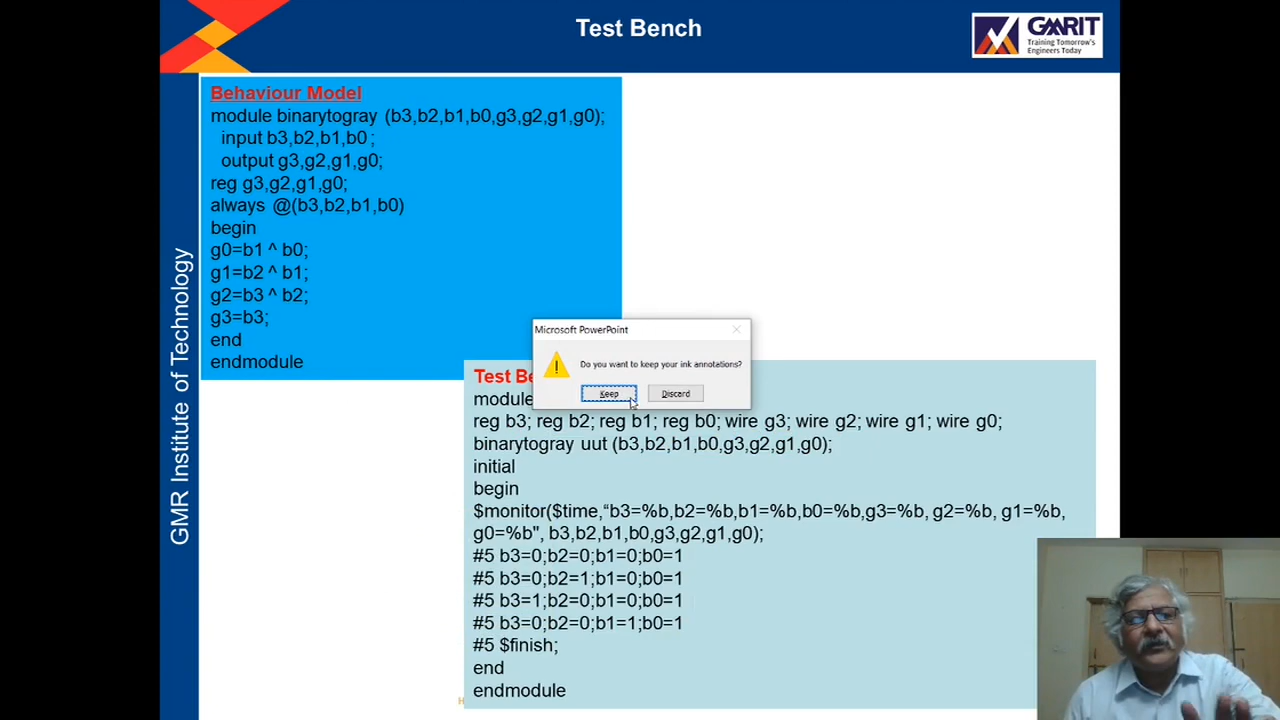 Test Bench
GMRIT
Training Tomorrow's
Engineers Today
GMR Institute of Technology
Behaviour Model
module binarytogray (b3,b2,b1,b0,g3,g2,g1,g0);
input b3,b2,b1,b0 ;
output g3,g2,g1,g0;
reg g3,g2,g1,g0;
always @(b3,b2,b1,b0)
begin
g0=b1 ^ b0;
g1=b2 ^ b1;
g2=b3 ^ b2;
g3=b3;
end
endmodule
Microsoft PowerPoint
Do you want to keep your ink annotations?
Keep
Discard
Test Be
module
reg b3; reg b2; reg b1; reg b0; wire g3; wire g2; wire g1; wire g0;
binarytogray uut (b3,b2,b1,b0,g3,g2,g1,g0);
initial
begin
$monitor($time,“b3=%b,b2=%b,b1=%b,b0=%b,g3=%b, g2=%b, g1=%b,
g0=%b", b3,b2,b1,b0,g3,g2,g1,g0);
#5 b3=0;b2=0;b1=0;b0=1
#5 b3=0;b2=1;b1=0;b0=1
#5 b3=1;b2=0;b1=0;b0=1
#5 b3=0;b2=0;b1=1;b0=1
#5 $finish;
end
endmodule